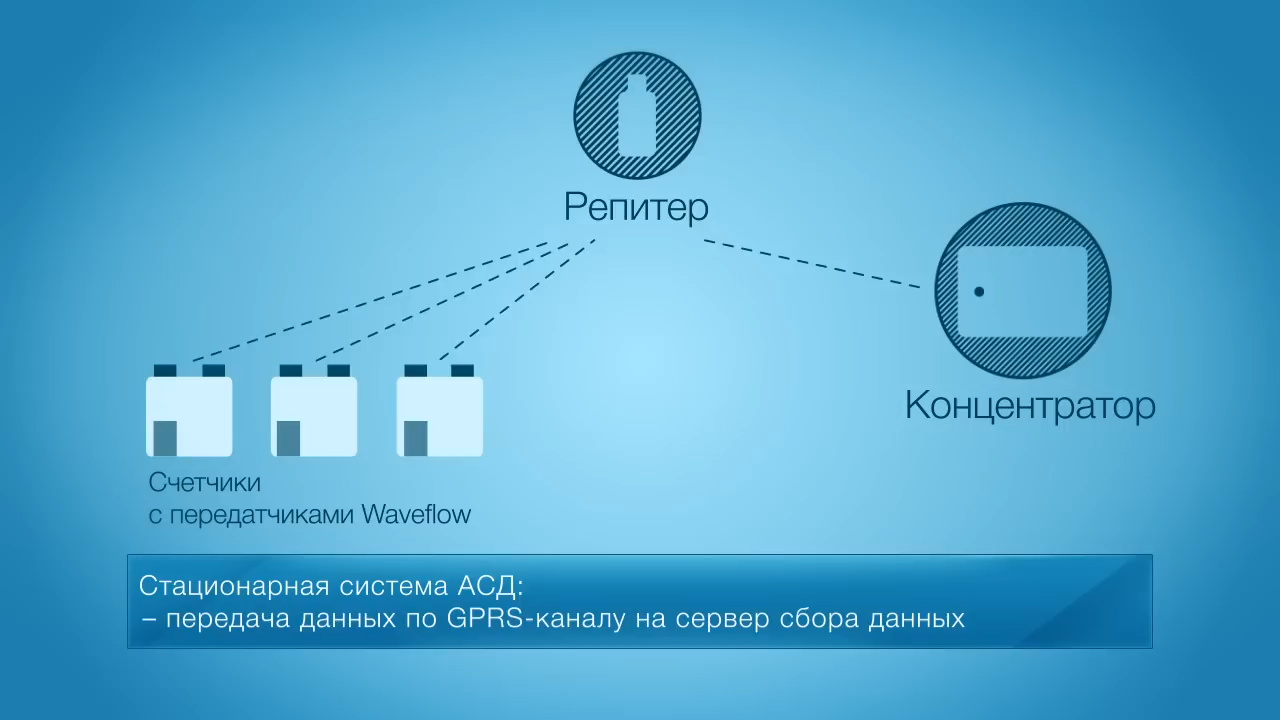 Репитер
Концентратор
Счетчики
с передатчиками Waveflow
Стационарная система АСД:
– передача данных по GPRS-каналу на сервер сбора данных